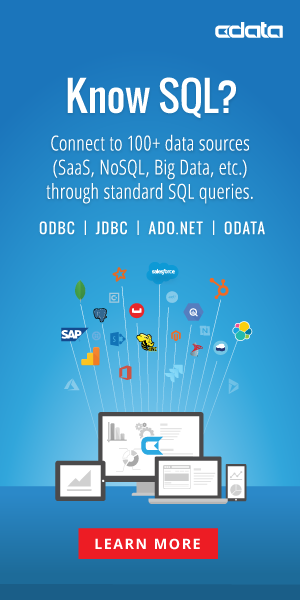 cdata
Know SQL?
Connect to 100+ data sources
(SaaS, NoSQL, Big Data, etc.)
through standard SQL queries.
ODBC | JDBC | ADO.NET | ODATA
salesforce
SAP
LEARN MORE